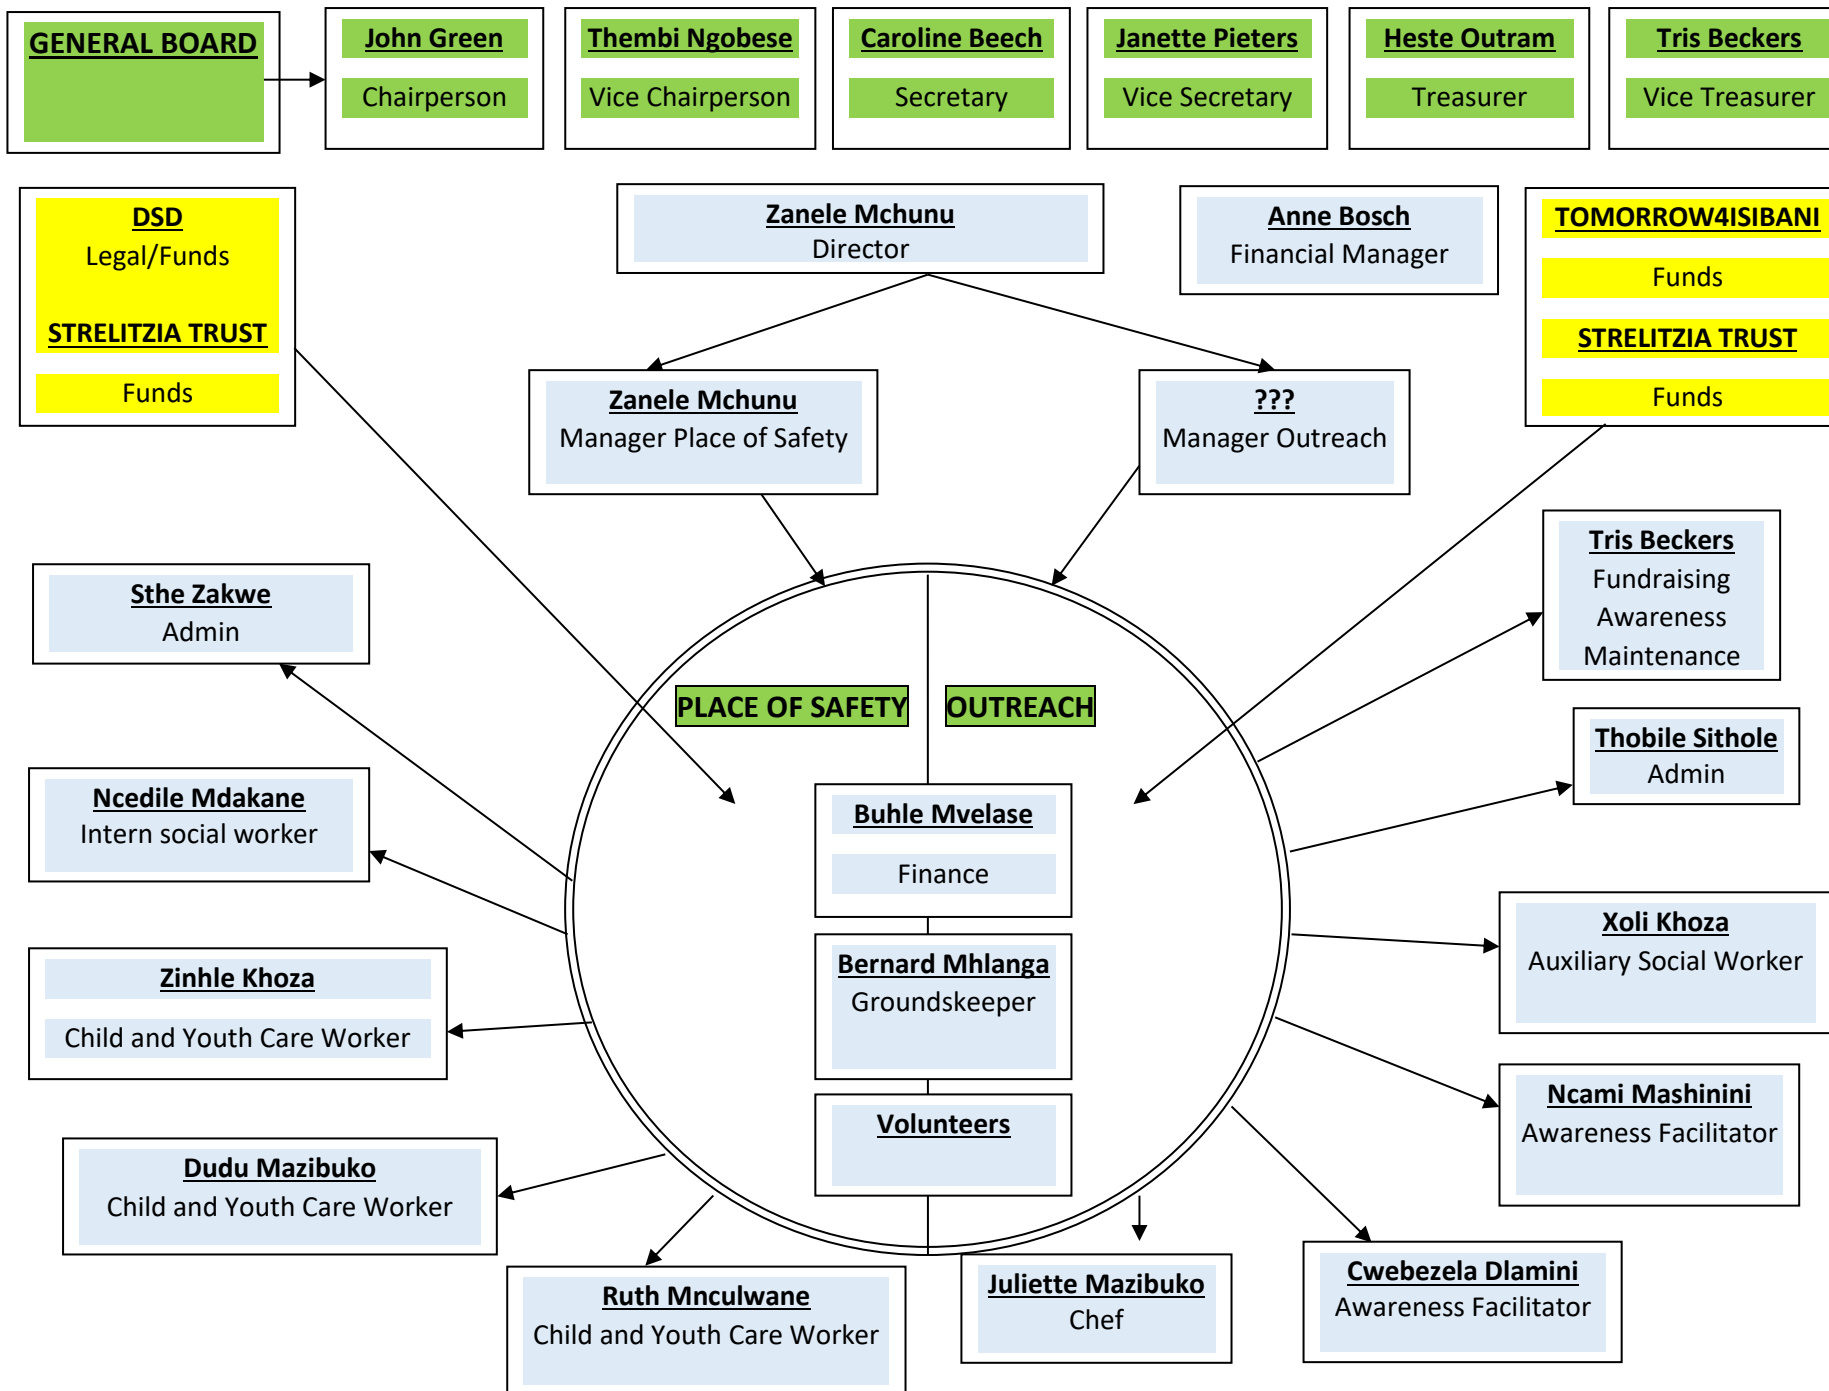 GENERAL BOARD
John Green
Chairperson
Thembi Ngobese
Vice Chairperson
Caroline Beech
Secretary
Janette Pieters
Vice Secretary
Heste Outram
Treasurer
Tris Beckers
Vice Treasurer
DSD
Legal/Funds
STRELITZIA TRUST
Funds
Zanele Mchunu
Director
Anne Bosch
Financial Manager
TOMORROW4ISIBANI
Funds
STRELITZIA TRUST
Funds
Zanele Mchunu
Manager Place of Safety
???
Manager Outreach
Sthe Zakwe
Admin
Tris Beckers
Fundraising
Awareness
Maintenance
PLACE OF SAFETY
OUTREACH
Thobile Sithole
Admin
Ncedile Mdakane
Intern social worker
Buhle Mvelase
Finance
Xoli Khoza
Auxiliary Social Worker
Zinhle Khoza
Child and Youth Care Worker
Bernard Mhlanga
Groundskeeper
Ncami Mashinini
Awareness Facilitator
Volunteers
Dudu Mazibuko
Child and Youth Care Worker
Ruth Mnculwane
Child and Youth Care Worker
Juliette Mazibuko
Chef
Cwebezela Dlamini
Awareness Facilitator